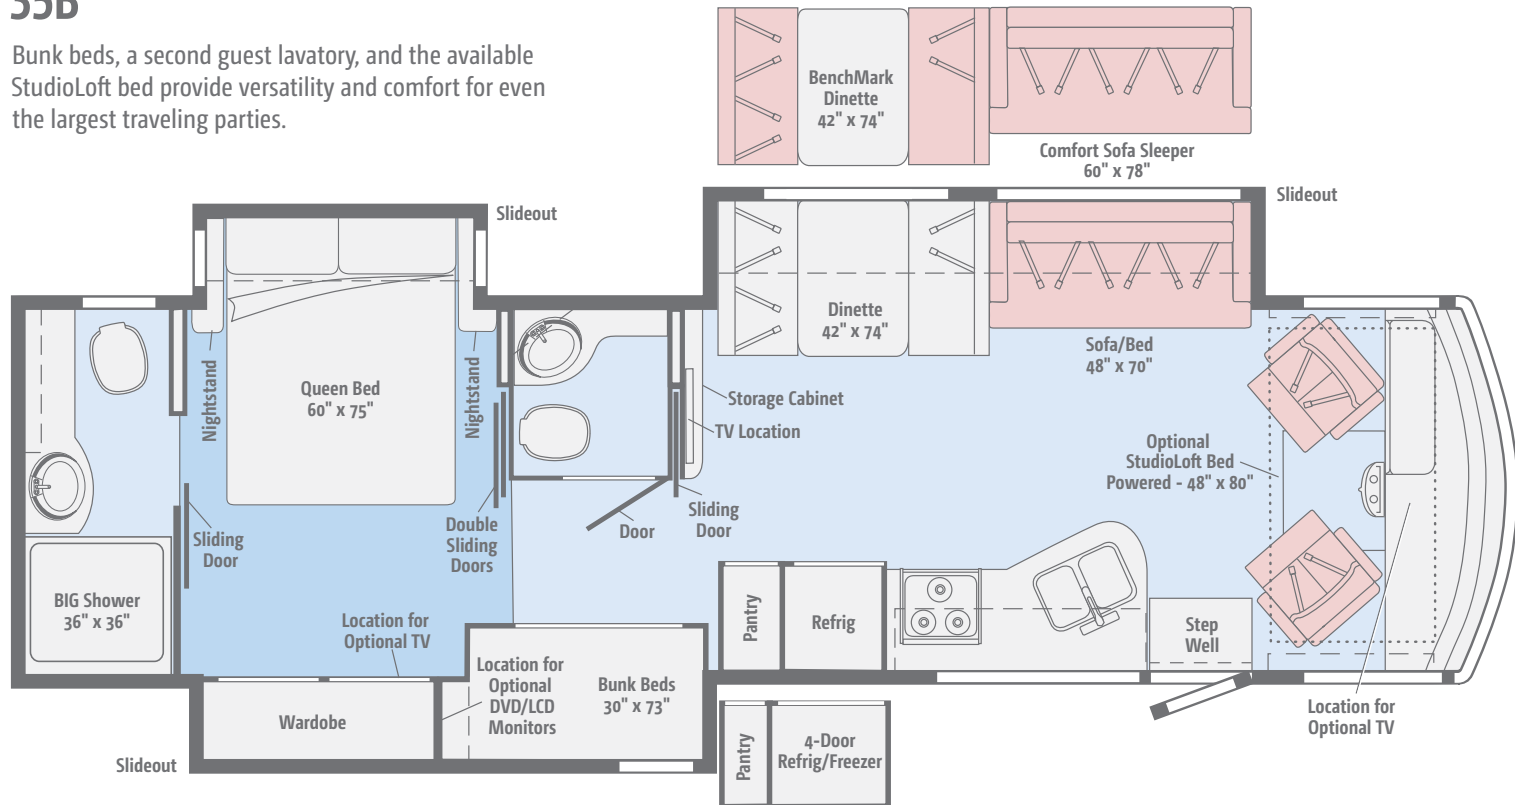 35B
Bunk beds, a second guest lavatory, and the available
StudioLoft bed provide versatility and comfort for even
the largest traveling parties.
BenchMark
Dinette
42" x 74"
Comfort Sofa Sleeper
60" x 78"
Slideout
Slideout
Nightstand
Queen Bed
60" x 75"
Nightstand
Dinette
42" x 74"
Sofa/Bed
48" x 70"
Storage Cabinet
TV Location
Optional
StudioLoft Bed
Powered - 48" x 80"
Sliding
Door
Double
Sliding
Doors
Door
Sliding
Door
BIG Shower
36" x 36"
Location for
Optional TV
Pantry
Refrig
Step
Well
Location for
Optional
DVD/LCD
Monitors
Bunk Beds
30" x 73"
Wardobe
Location for
Optional TV
Slideout
Pantry
4-Door
Refrig/Freezer